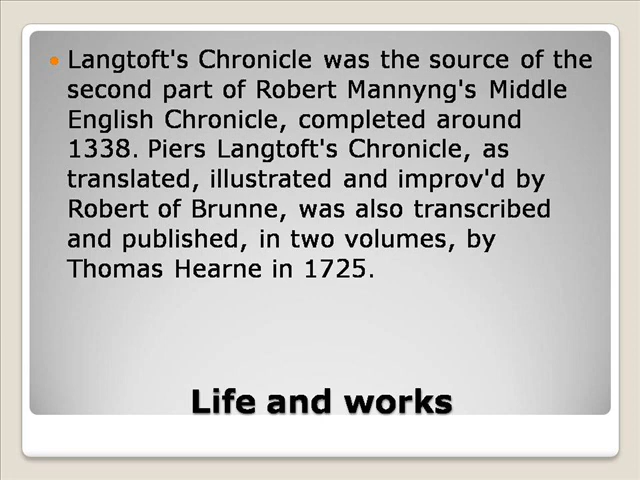 Langtoft's Chronicle was the source of the
second part of Robert Mannyng's Middle
English Chronicle, completed around
1338. Piers Langtoft's Chronicle, as
translated, illustrated and improv'd by
Robert of Brunne, was also transcribed
and published, in two volumes, by
Thomas Hearne in 1725.
Life and works